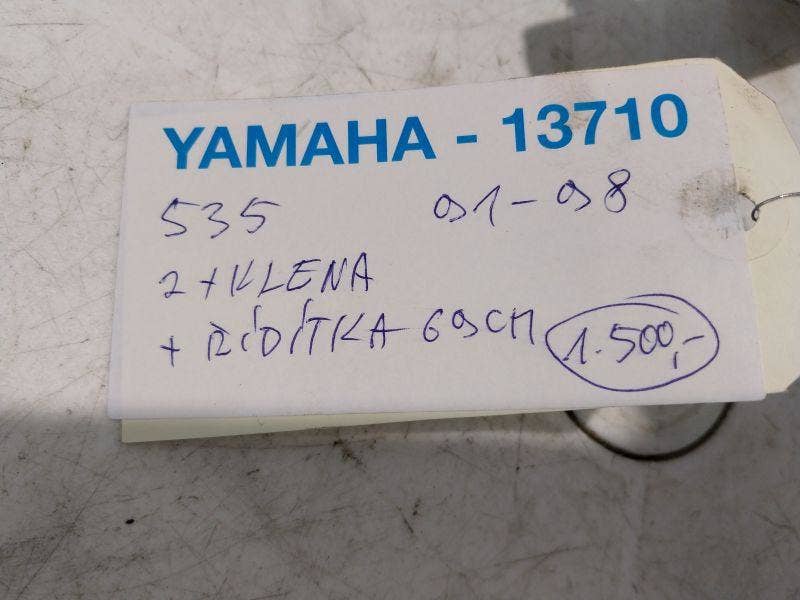 YAMAHA - 13710
535 91-98
2 + KLENA
+ ŘÍDÍTKA 69CM 1.500,-